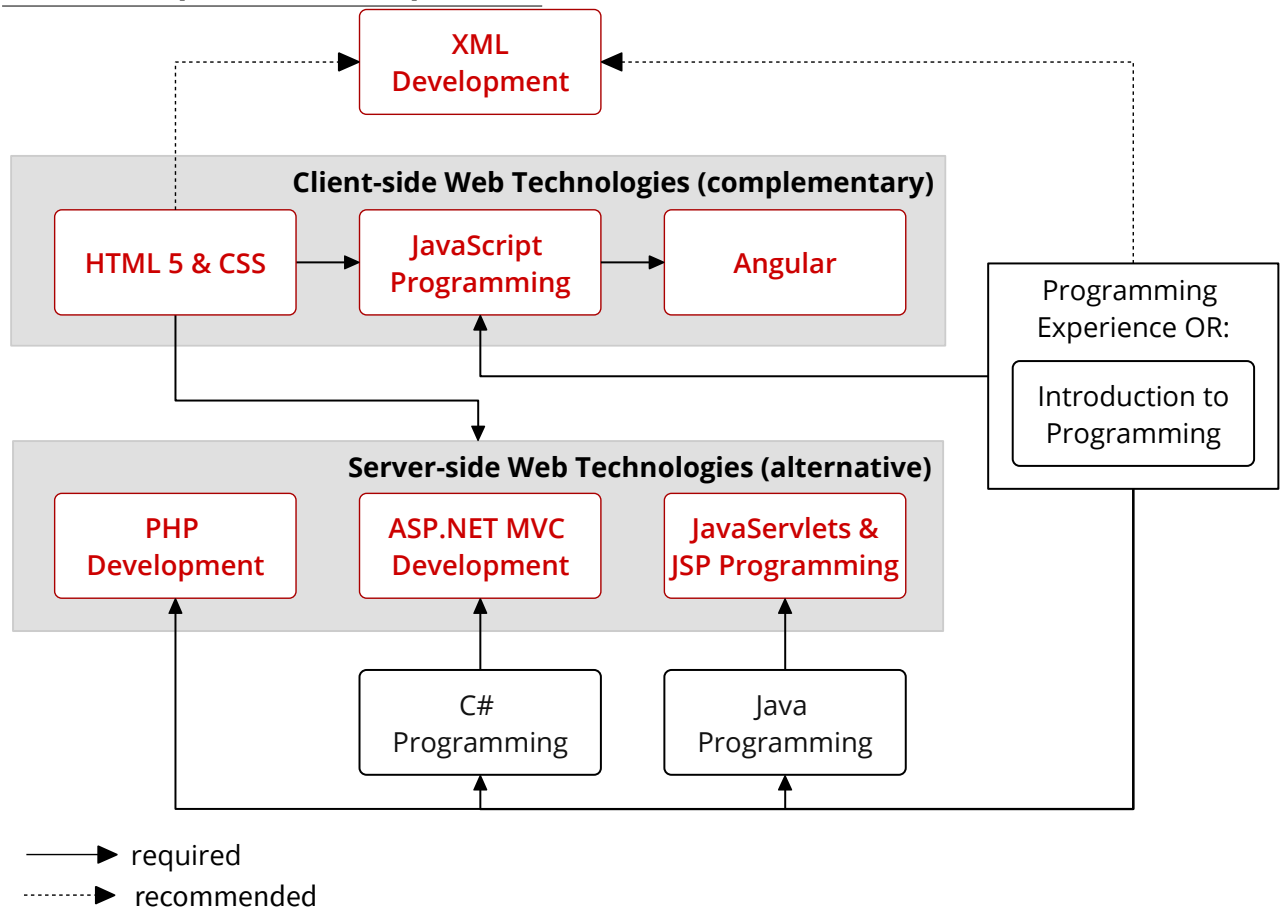 XML
Development
Client-side Web Technologies (complementary)
HTML 5 & CSS
JavaScript
Programming
Angular
Programming
Experience OR:
Introduction to
Programming
Server-side Web Technologies (alternative)
PHP
Development
ASP.NET MVC
Development
JavaServlets &
JSP Programming
C#
Programming
Java
Programming
required
recommended